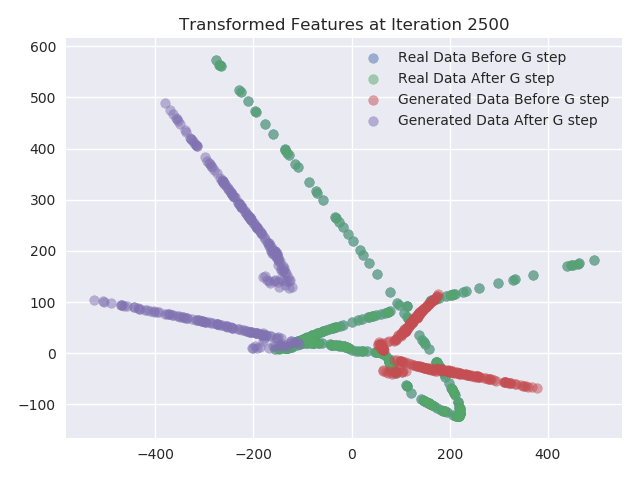 Transformed Features at Iteration 2500
Real Data Before G step
Real Data After G step
Generated Data Before G step
Generated Data After G step
600
500
400
300
200
100
0
−100
−400
−200
0
200
400